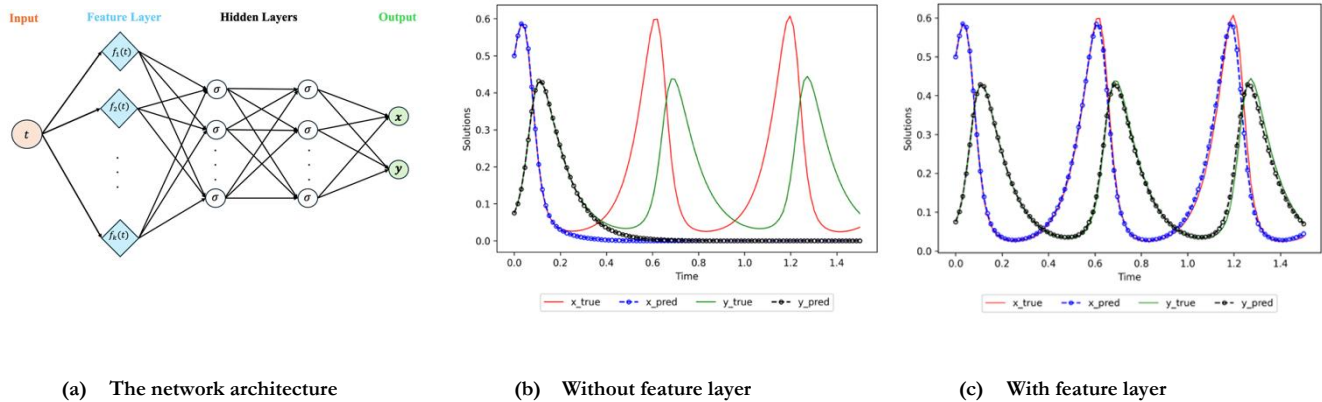 Input Feature Layer Hidden Layers Output
f₁(t)
f₂(t)
fₖ(t)
t
σ σ
σ σ
σ σ
x
y
Solutions
0.6
0.5
0.4
0.3
0.2
0.1
0.0
0.0 0.2 0.4 0.6 0.8 1.0 1.2 1.4
Time
x_true x_pred y_true y_pred
Solutions
0.6
0.5
0.4
0.3
0.2
0.1
0.0
0.0 0.2 0.4 0.6 0.8 1.0 1.2 1.4
Time
x_true x_pred y_true y_pred
(a) The network architecture
(b) Without feature layer
(c) With feature layer